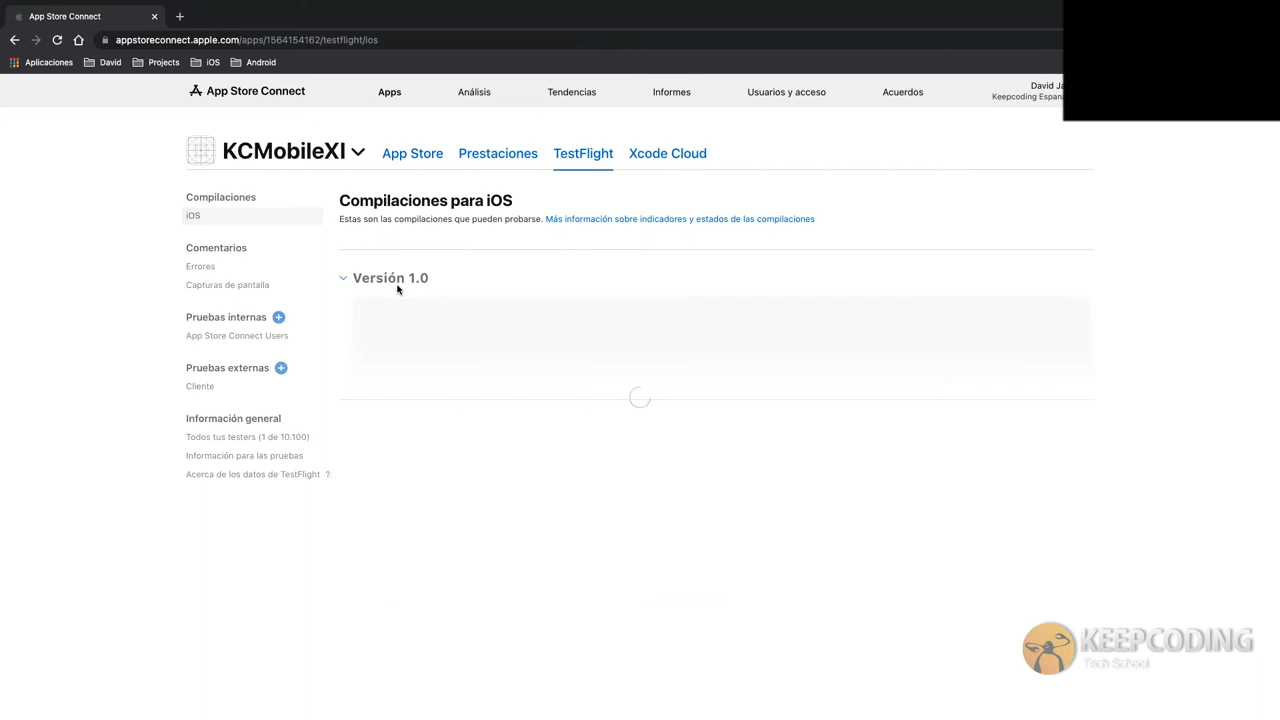 App Store Connect
appstoreconnect.apple.com/apps/1564154162/testflight/ios
Aplicaciones David Projects iOS Android
App Store Connect Apps Análisis Tendencias Informes Usuarios y acceso Acuerdos
David Ja
Keepcoding Espan
KCMobileXI App Store Prestaciones TestFlight Xcode Cloud
Compilaciones
iOS
Comentarios
Errores
Capturas de pantalla
Pruebas internas
App Store Connect Users
Pruebas externas
Cliente
Información general
Todos tus testers (1 de 10.100)
Información para las pruebas
Acerca de los datos de TestFlight ?
Compilaciones para iOS
Estas son las compilaciones que pueden probarse. Más información sobre indicadores y estados de las compilaciones
Versión 1.0
KEEPCODING
Tech School